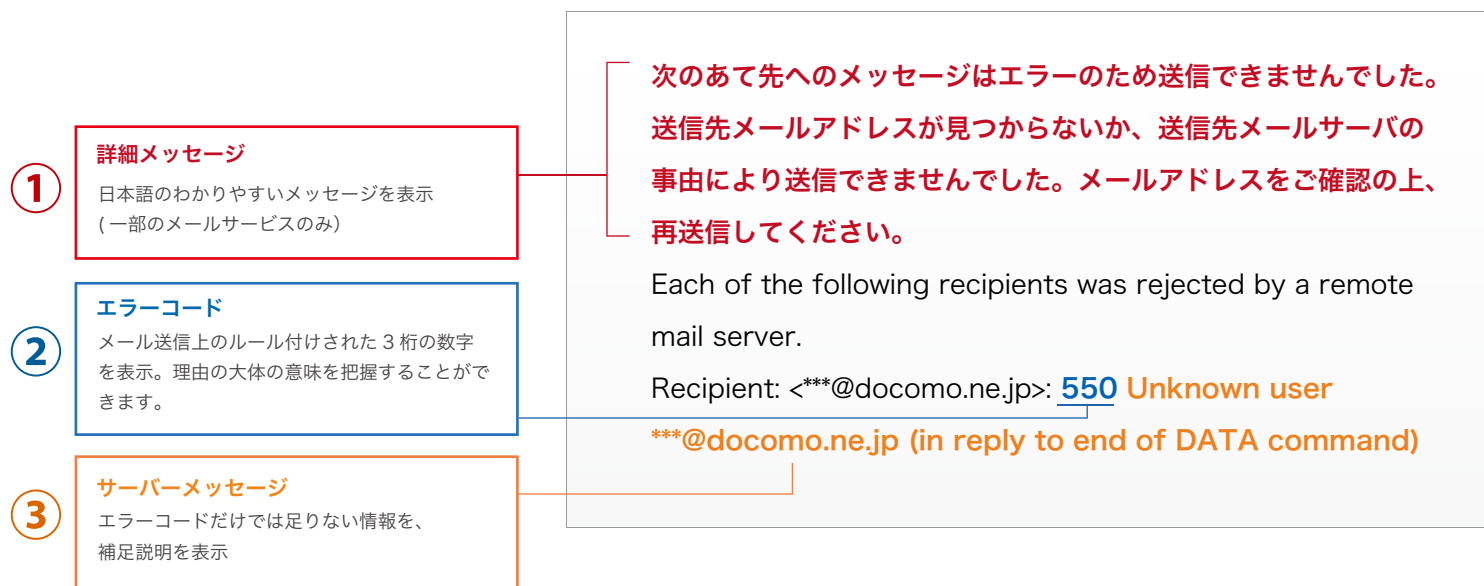 ①
詳細メッセージ
日本語のわかりやすいメッセージを表示
( 一部のメールサービスのみ）
②
エラーコード
メール送信上のルール付けされた 3 桁の数字
を表示。理由の大体の意味を把握することがで
きます。
③
サーバーメッセージ
エラーコードだけでは足りない情報を、
補足説明を表示
次のあて先へのメッセージはエラーのため送信できませんでした。
送信先メールアドレスが見つからないか、送信先メールサーバの
事由により送信できませんでした。メールアドレスをご確認の上、
再送信してください。
Each of the following recipients was rejected by a remote
mail server.
Recipient: <***@docomo.ne.jp>: 550 Unknown user
***@docomo.ne.jp (in reply to end of DATA command)